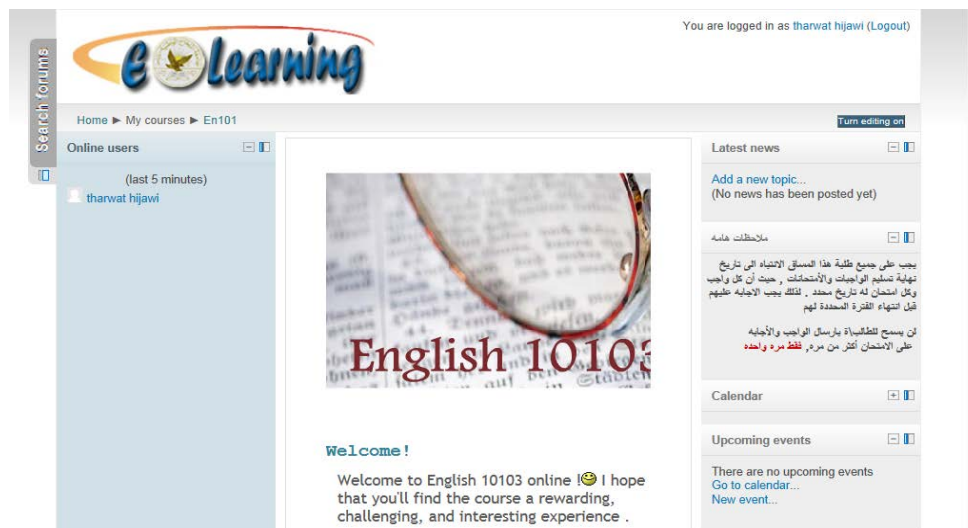 You are logged in as tharwat hijawi (Logout)
E Learning
Search forums
Home ► My courses ► En101
Turn editing on
Online users
(last 5 minutes)
tharwat hijawi
English 10103
Welcome!
Welcome to English 10103 online ! I hope
that you'll find the course a rewarding,
challenging, and interesting experience .
Latest news
Add a new topic...
(No news has been posted yet)
ملاحظات هامه
يجب على جميع طلبة هذا المساق الانتباه الى تاريخ
نهاية تسليم الواجبات والأمتحانات , حيث أن كل واجب
وكل امتحان له تاريخ محدد . لذلك يجب الاجابه عليهم
قبل انتهاء الفترة المحددة لهم
لن يسمح للطالب\ة بارسال الواجب والأجابه
على الامتحان أكثر من مره, فقط مره واحده
Calendar
Upcoming events
There are no upcoming events
Go to calendar...
New event...